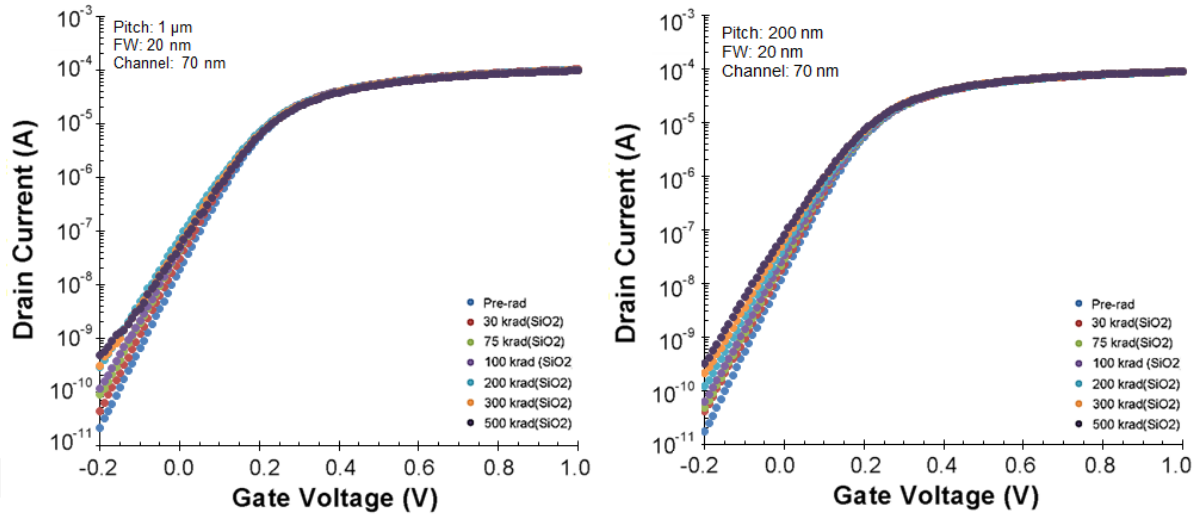 Pitch: 1 µm
FW: 20 nm
Channel: 70 nm
10-3
10-4
10-5
10-6
10-7
10-8
10-9
10-10
10-11
Drain Current (A)
Pre-rad
30 krad(SiO2)
75 krad(SiO2)
100 krad (SiO2
200 krad(SiO2)
300 krad(SiO2)
500 krad(SiO2)
-0.2 0.0 0.2 0.4 0.6 0.8 1.0
Gate Voltage (V)
Pitch: 200 nm
FW: 20 nm
Channel: 70 nm
10-3
10-4
10-5
10-6
10-7
10-8
10-9
10-10
10-11
Drain Current (A)
Pre-rad
30 krad(SiO2)
75 krad(SiO2)
100 krad(SiO2)
200 krad(SiO2)
300 krad(SiO2)
500 krad(SiO2)
-0.2 0.0 0.2 0.4 0.6 0.8 1.0
Gate Voltage (V)